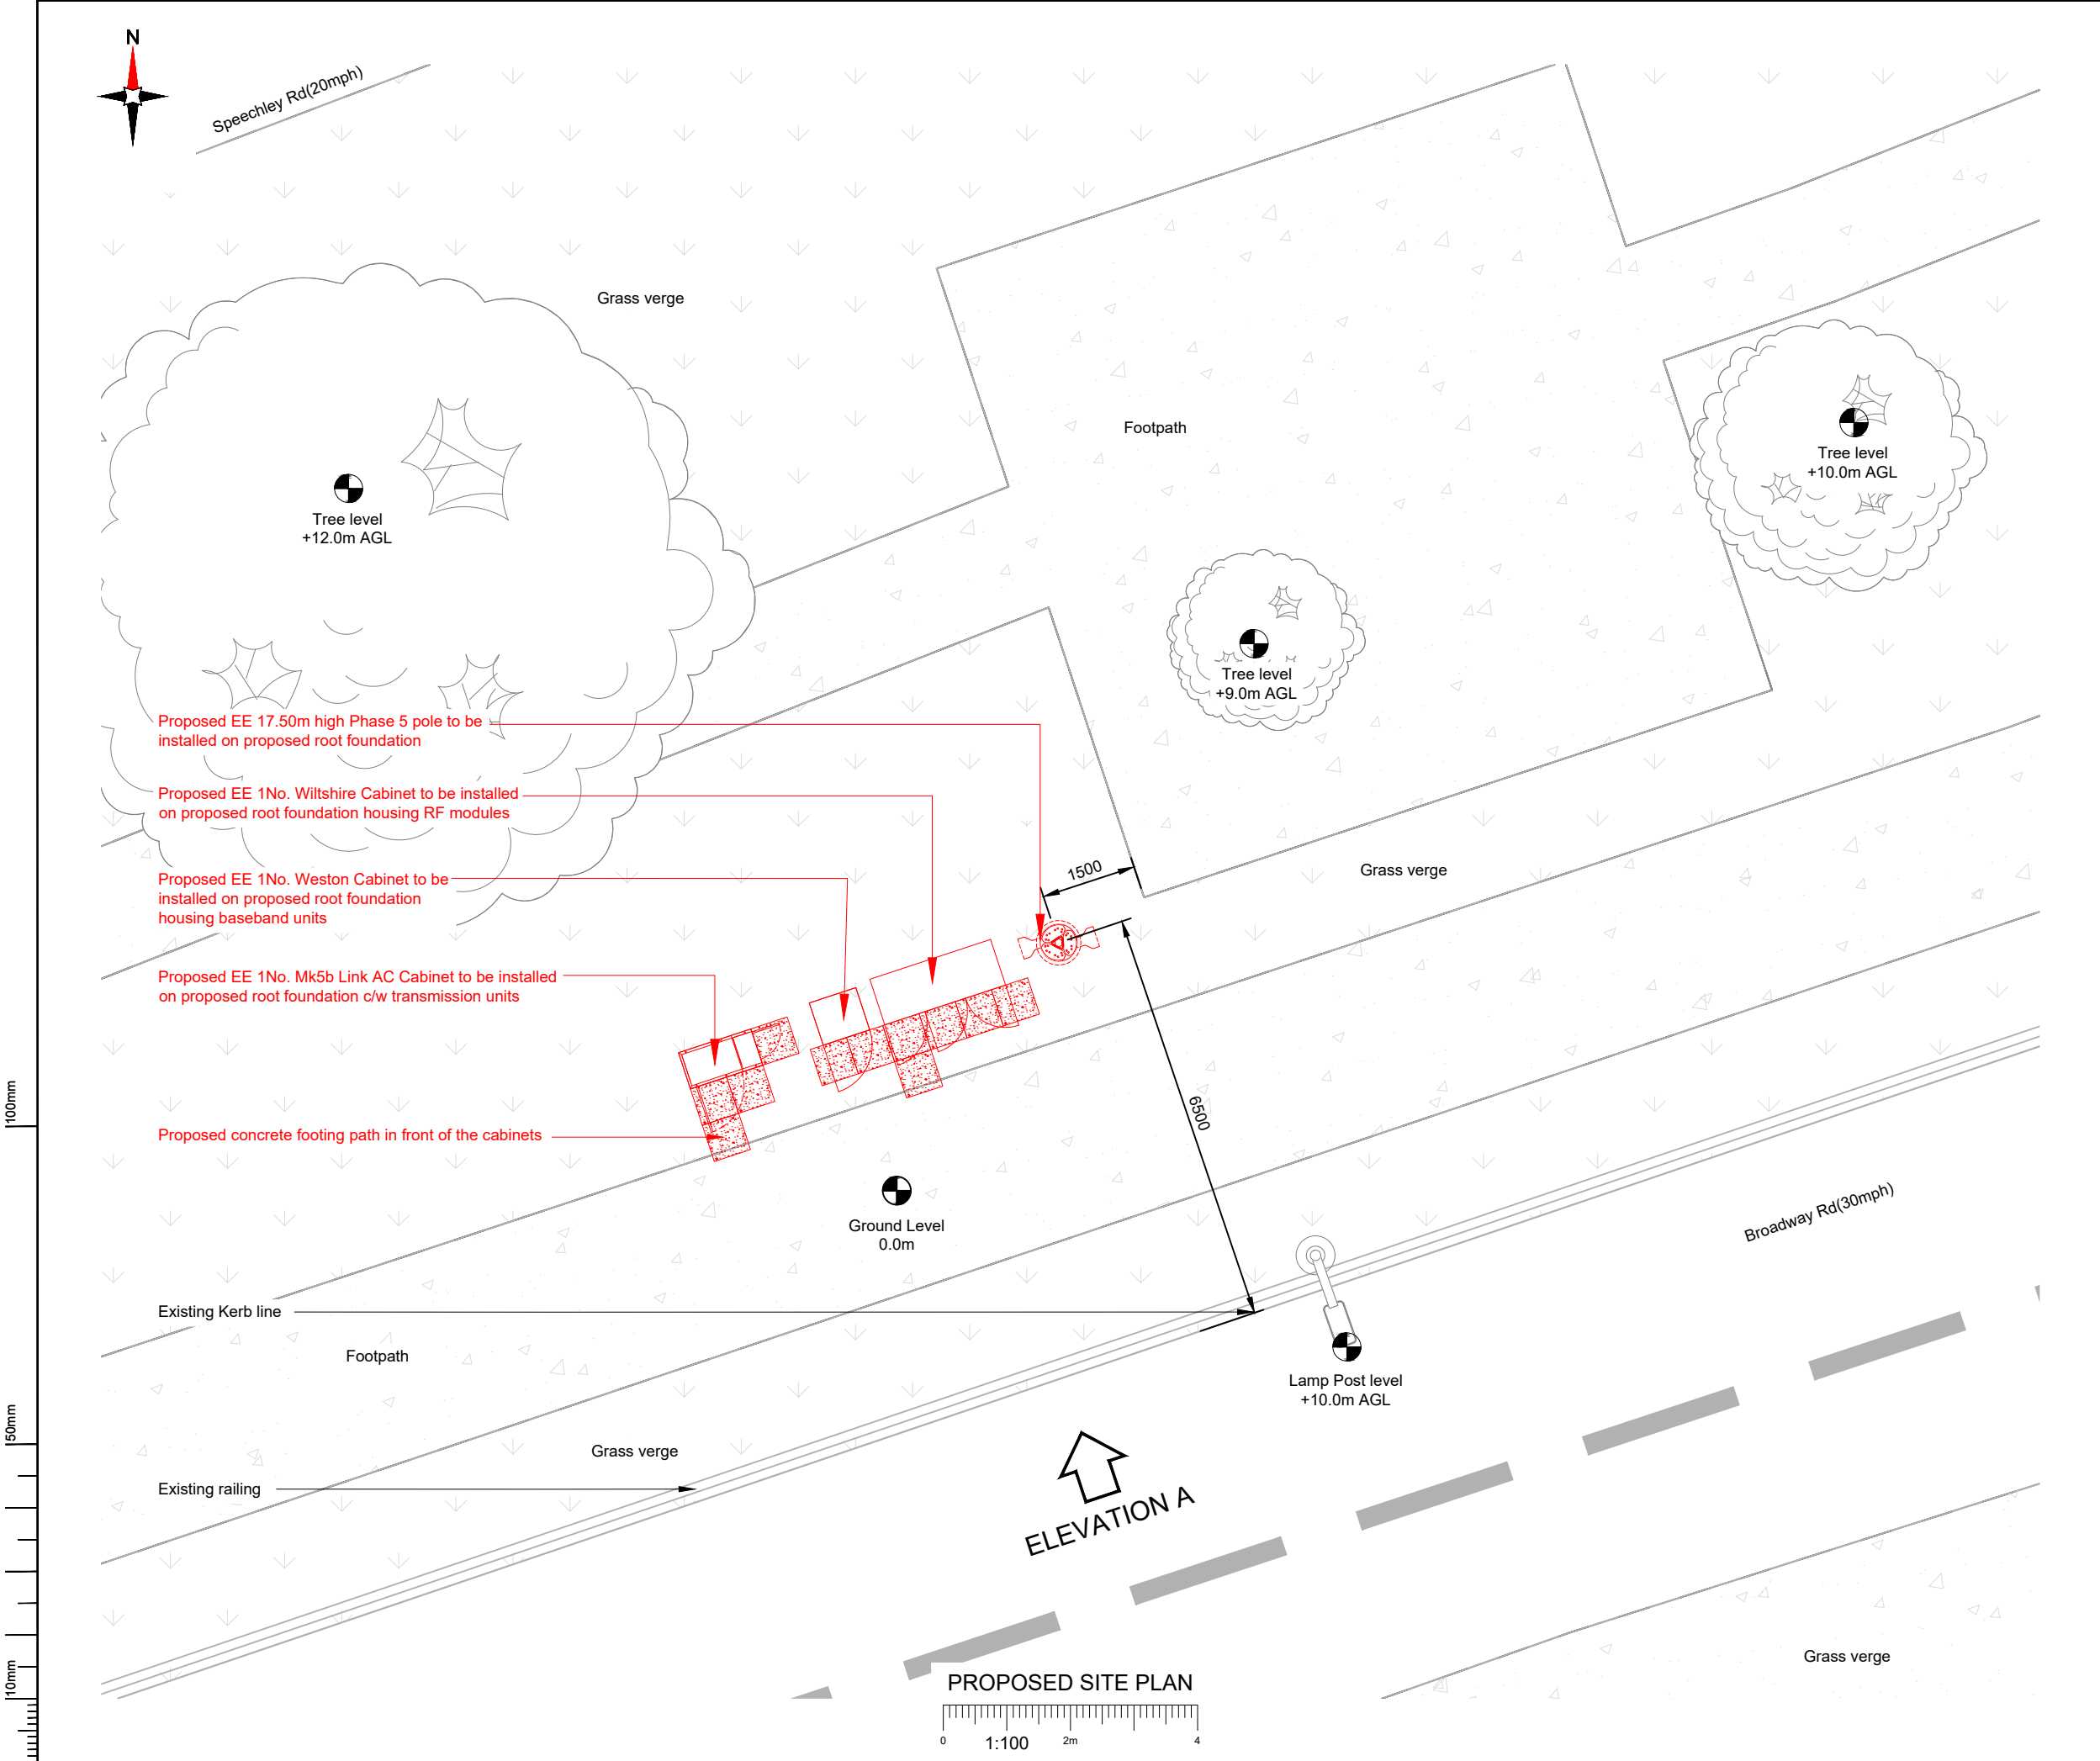 N
Speechley Rd(20mph)
Grass verge
Footpath
Tree level
+10.0m AGL
Tree level
+12.0m AGL
Tree level
+9.0m AGL
Proposed EE 17.50m high Phase 5 pole to be
installed on proposed root foundation
Proposed EE 1No. Wiltshire Cabinet to be installed
on proposed root foundation housing RF modules
1500
Grass verge
Proposed EE 1No. Weston Cabinet to be
installed on proposed root foundation
housing baseband units
Proposed EE 1No. Mk5b Link AC Cabinet to be installed
on proposed root foundation c/w transmission units
100mm
6500
Proposed concrete footing path in front of the cabinets
Ground Level
0.0m
Broadway Rd(30mph)
Existing Kerb line
Footpath
Lamp Post level
+10.0m AGL
50mm
Grass verge
Existing railing
ELEVATION A
Grass verge
10mm
PROPOSED SITE PLAN
0
1:100
2m
4